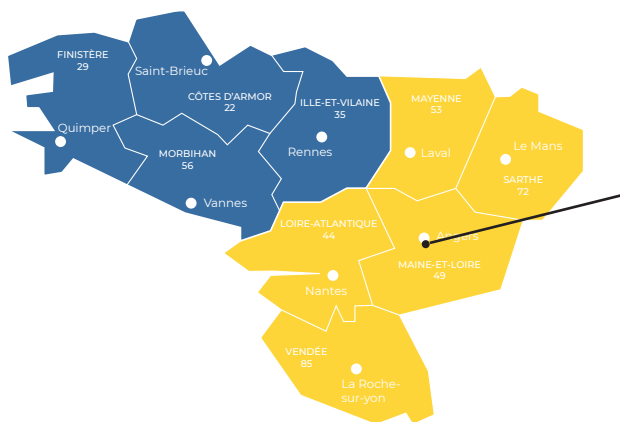 FINISTÈRE
29
Quimper
Saint-Brieuc
CÔTES D'ARMOR
22
MORBIHAN
56
Vannes
ILLE-ET-VILAINE
35
Rennes
MAYENNE
53
Laval
Le Mans
SARTHE
72
LOIRE-ATLANTIQUE
44
Nantes
Angers
MAINE-ET-LOIRE
49
VENDÉE
85
La Roche-
sur-yon